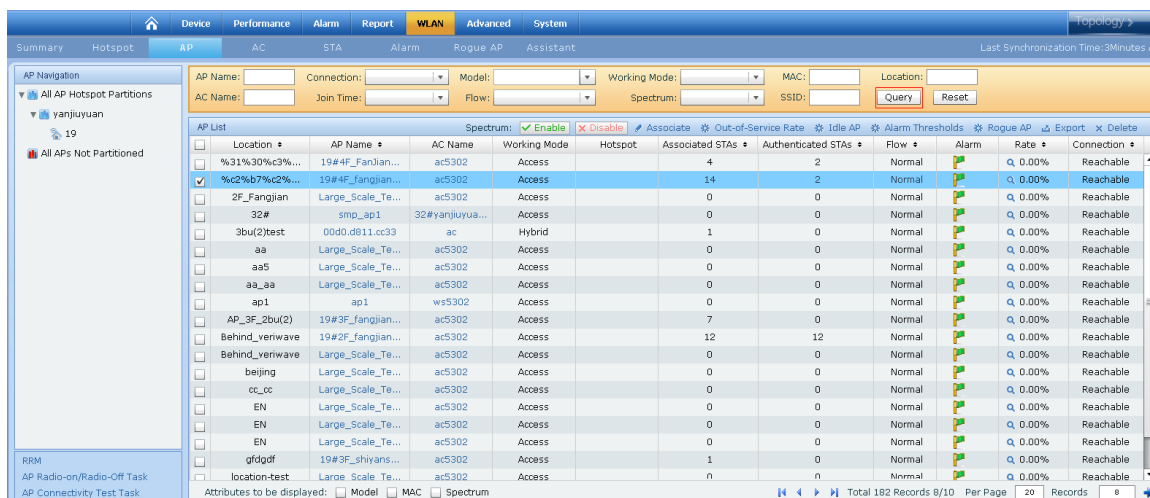 Device Performance Alarm Report WLAN Advanced System Topology >
Summary Hotspot AP AC STA Alarm Rogue AP Assistant Last Synchronization Time:3Minutes
AP Navigation
All AP Hotspot Partitions
yanjiuyuan
19
All APs Not Partitioned
AP Name: Connection: Model: Working Mode: MAC: Location:
AC Name: Join Time: Flow: Spectrum: SSID: Query Reset
AP List Spectrum: Enable Disable Associate Out-of-Service Rate Idle AP Alarm Thresholds Rogue AP Export Delete
Location AP Name AC Name Working Mode Hotspot Associated STAs Authenticated STAs Flow Alarm Rate Connection
%31%30%c3%... 19#4F_FanJian... ac5302 Access 4 2 Normal 0.00% Reachable
%c2%b7%c2%... 19#4F_fangjian... ac5302 Access 14 2 Normal 0.00% Reachable
2F_Fangjian Large_Scale_Te... ac5302 Access 0 0 Normal 0.00% Reachable
32# smp_ap1 32#yanjiuyua... Access 0 0 Normal 0.00% Reachable
3bu(2)test 00d0.d811.cc33 ac Hybrid 1 0 Normal 0.00% Reachable
aa Large_Scale_Te... ac5302 Access 0 0 Normal 0.00% Reachable
aa5 Large_Scale_Te... ac5302 Access 0 0 Normal 0.00% Reachable
aa_aa Large_Scale_Te... ac5302 Access 0 0 Normal 0.00% Reachable
ap1 ap1 ws5302 Access 0 0 Normal 0.00% Reachable
AP_3F_2bu(2) 19#3F_fangjian... ac5302 Access 7 0 Normal 0.00% Reachable
Behind_veriwave 19#2F_fangjian... ac5302 Access 12 12 Normal 0.00% Reachable
Behind_veriwave Large_Scale_Te... ac5302 Access 0 0 Normal 0.00% Reachable
beijing Large_Scale_Te... ac5302 Access 0 0 Normal 0.00% Reachable
cc_cc Large_Scale_Te... ac5302 Access 0 0 Normal 0.00% Reachable
EN Large_Scale_Te... ac5302 Access 0 0 Normal 0.00% Reachable
EN Large_Scale_Te... ac5302 Access 0 0 Normal 0.00% Reachable
EN Large_Scale_Te... ac5302 Access 0 0 Normal 0.00% Reachable
gfdgdf 19#3F_shiyans... ac5302 Access 1 0 Normal 0.00% Reachable
location-test Large_Scale_Te... ac5302 Access 0 0 Normal 0.00% Reachable
RRM
AP Radio-on/Radio-Off Task
AP Connectivity Test Task
Attributes to be displayed: Model MAC Spectrum Total 182 Records 8/10 Per Page 20 Records 8